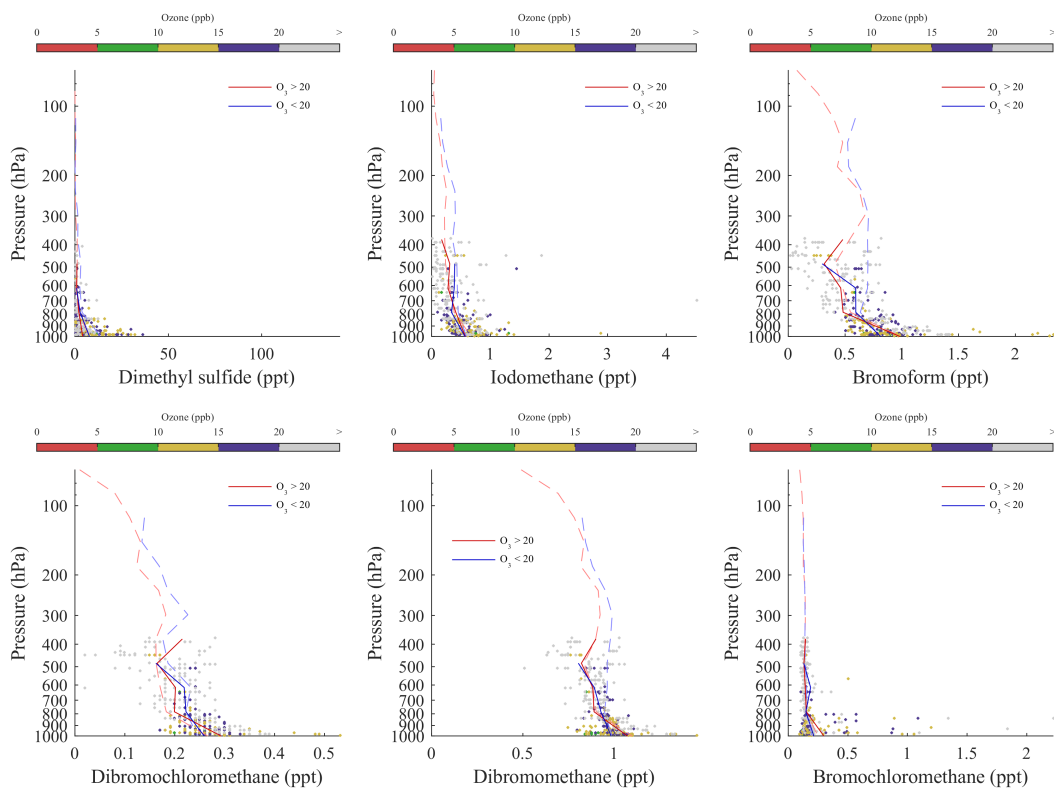 Ozone (ppb)
0 5 10 15 20 >
O3 > 20
O3 < 20
100
200
300
400
500
600
700
800
900
1000
0 50 100
Pressure (hPa)
Dimethyl sulfide (ppt)
Ozone (ppb)
0 5 10 15 20 >
O3 > 20
O3 < 20
100
200
300
400
500
600
700
800
900
1000
0 1 2 3 4
Pressure (hPa)
Iodomethane (ppt)
Ozone (ppb)
0 5 10 15 20 >
O3 > 20
O3 < 20
100
200
300
400
500
600
700
800
900
1000
0 0.5 1 1.5 2
Pressure (hPa)
Bromoform (ppt)
Ozone (ppb)
0 5 10 15 20 >
O3 > 20
O3 < 20
100
200
300
400
500
600
700
800
900
1000
0 0.1 0.2 0.3 0.4 0.5
Pressure (hPa)
Dibromochloromethane (ppt)
Ozone (ppb)
0 5 10 15 20 >
O3 > 20
O3 < 20
100
200
300
400
500
600
700
800
900
1000
0 0.5 1
Pressure (hPa)
Dibromomethane (ppt)
Ozone (ppb)
0 5 10 15 20 >
O3 > 20
O3 < 20
100
200
300
400
500
600
700
800
900
1000
0 0.5 1 1.5 2
Pressure (hPa)
Bromochloromethane (ppt)